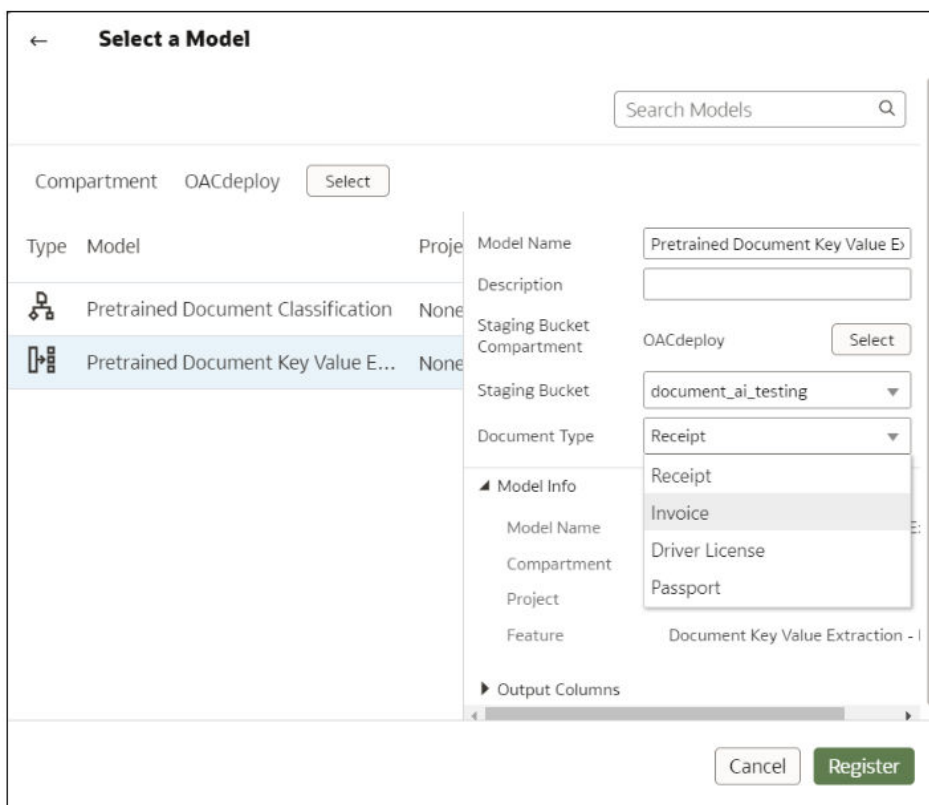 ← Select a Model
Search Models
Compartment OACdeploy Select
Type Model Proje
Pretrained Document Classification None
Pretrained Document Key Value E... None
Model Name Pretrained Document Key Value Ex
Description
Staging Bucket
Compartment OACdeploy Select
Staging Bucket document_ai_testing
Document Type Receipt
Receipt
Invoice
Driver License
Passport
Model Info
Model Name
Compartment
Project
Feature Document Key Value Extraction -
Output Columns
Cancel Register